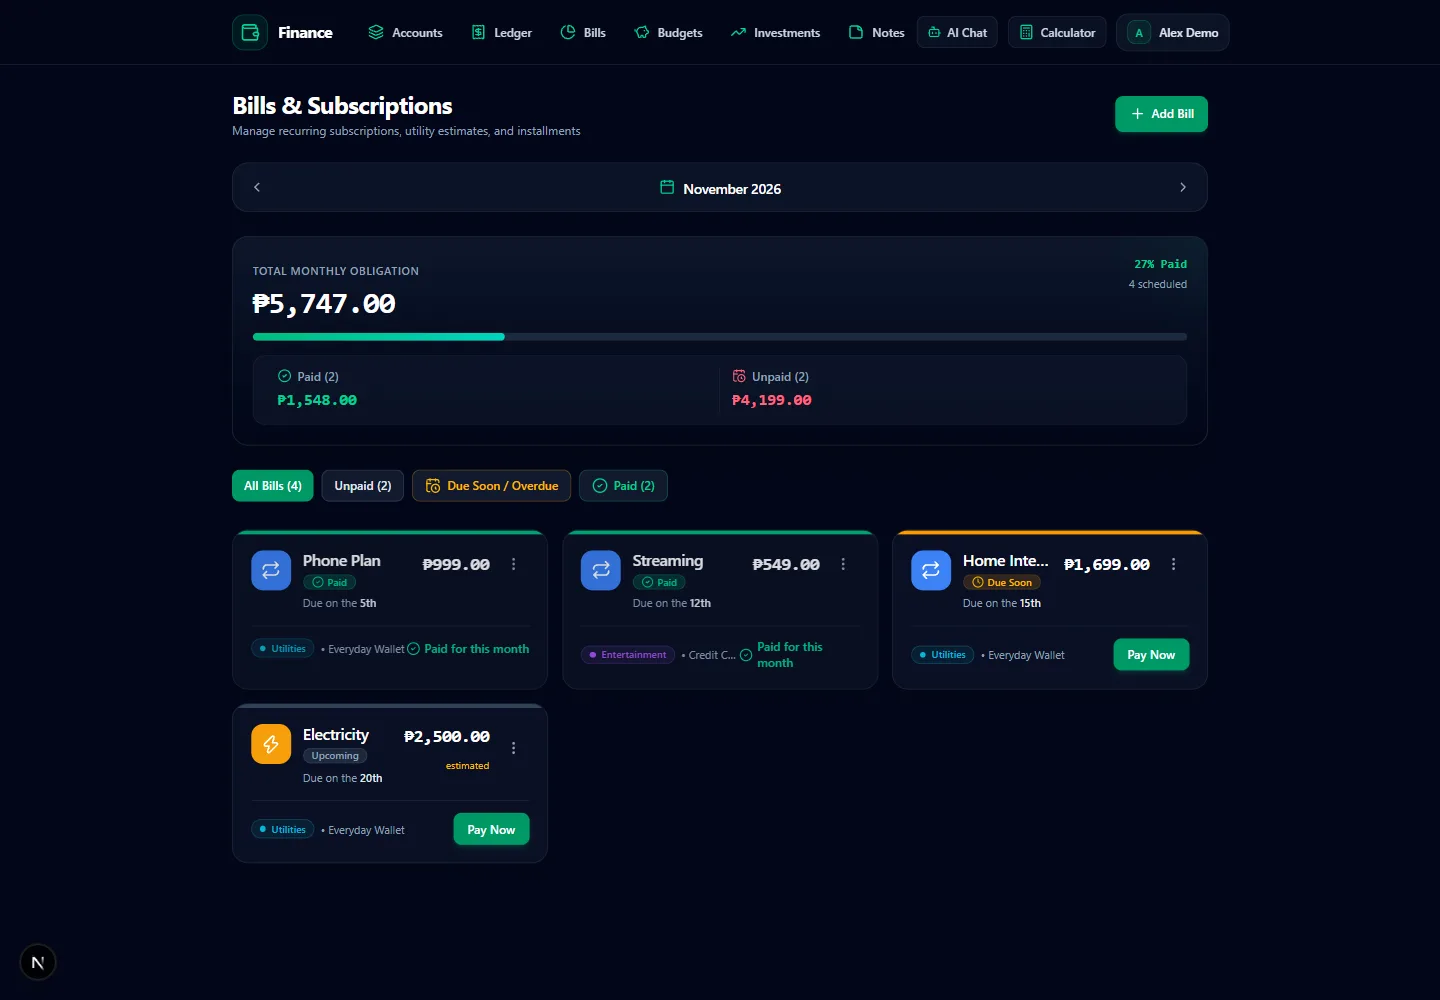 Finance
Accounts
Ledger
Bills
Budgets
Investments
Notes
AI Chat
Calculator
A
Alex Demo
Bills & Subscriptions
Manage recurring subscriptions, utility estimates, and installments
Add Bill
November 2026
TOTAL MONTHLY OBLIGATION
₱5,747.00
27% Paid
4 scheduled
Paid (2)
₱1,548.00
Unpaid (2)
₱4,199.00
All Bills (4)
Unpaid (2)
Due Soon / Overdue
Paid (2)
Phone Plan
₱999.00
Paid
Due on the 5th
Utilities
• Everyday Wallet
Paid for this month
Streaming
₱549.00
Paid
Due on the 12th
Entertainment
• Credit C...
Paid for this
month
Home Inte...
₱1,699.00
Due Soon
Due on the 15th
Utilities
• Everyday Wallet
Pay Now
Electricity
₱2,500.00
Upcoming
estimated
Due on the 20th
Utilities
• Everyday Wallet
Pay Now
N